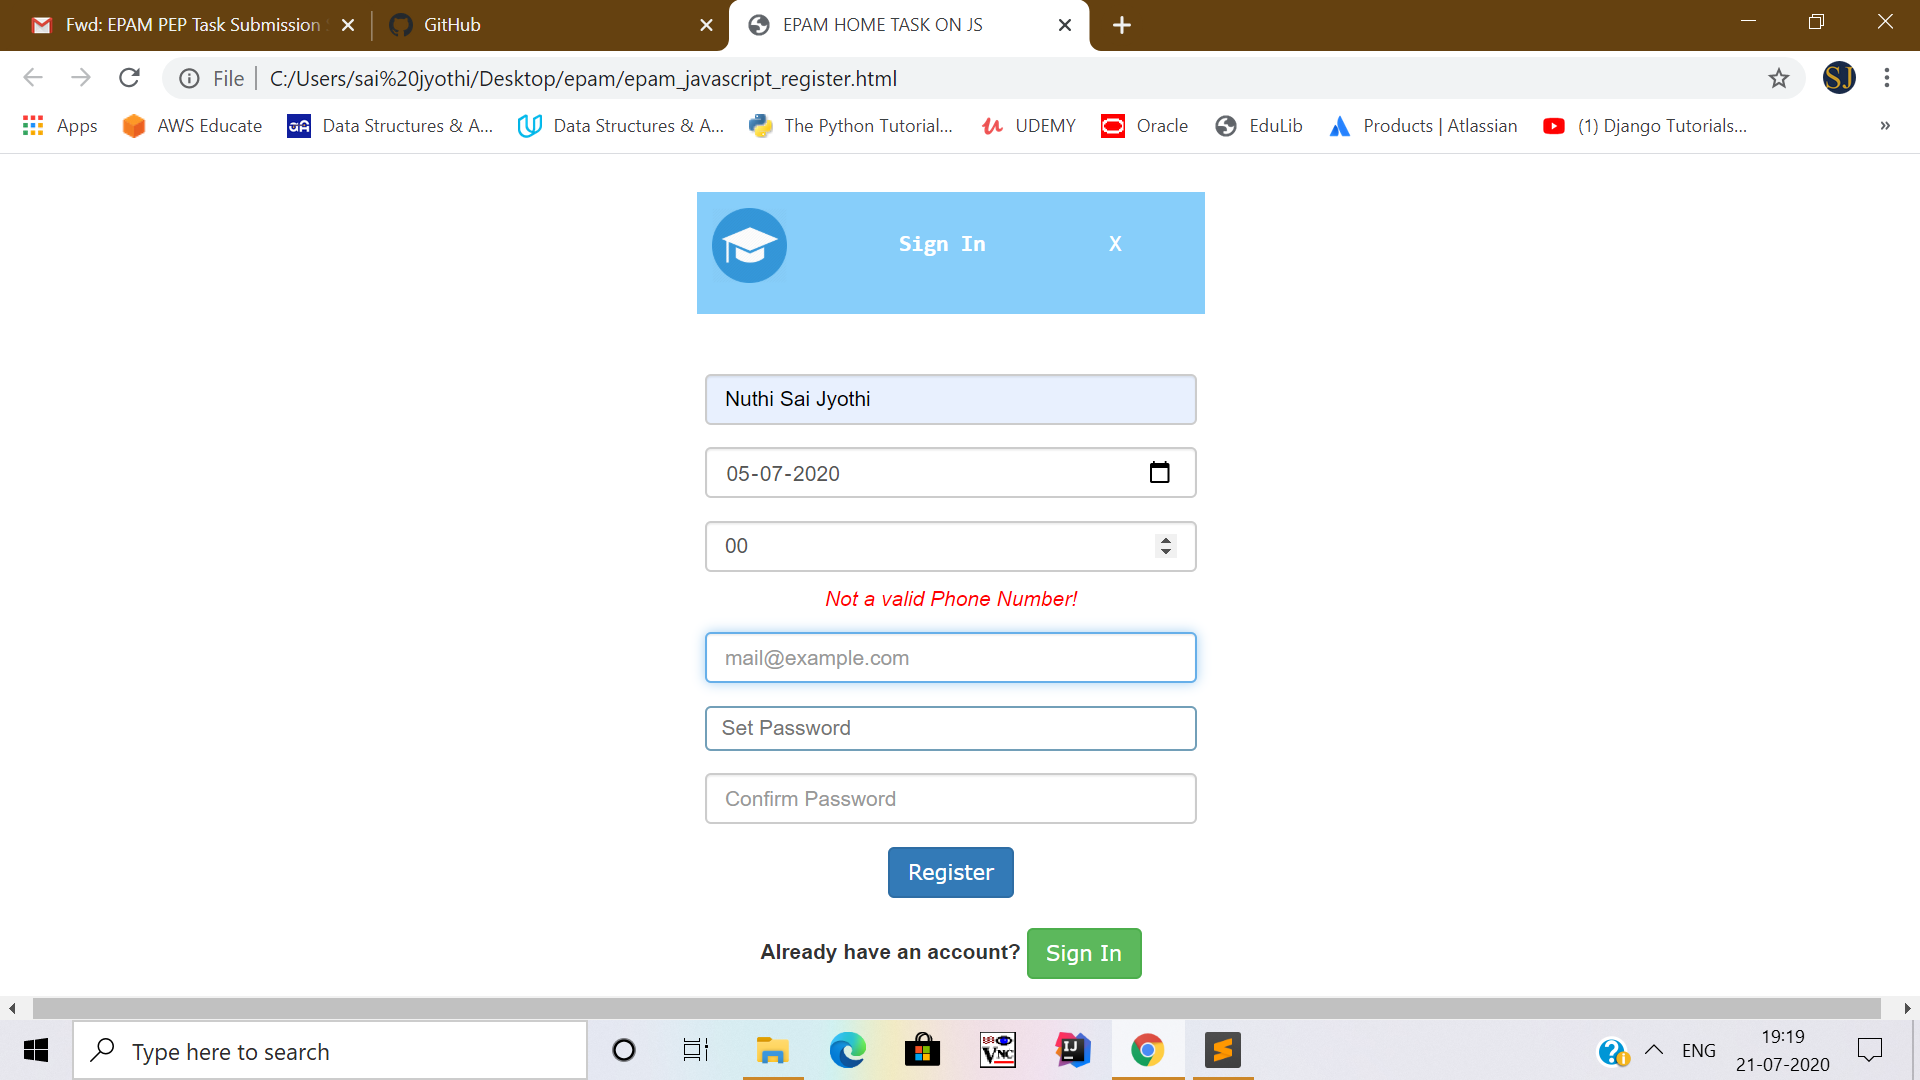 Fwd: EPAM PEP Task Submission
GitHub
EPAM HOME TASK ON JS
File
C:/Users/sai%20jyothi/Desktop/epam/epam_javascript_register.html
SJ
Apps
AWS Educate
Data Structures & A...
Data Structures & A...
The Python Tutorial...
UDEMY
Oracle
EduLib
Products | Atlassian
(1) Django Tutorials...
»
Sign In
X
Nuthi Sai Jyothi
05-07-2020
00
Not a valid Phone Number!
mail@example.com
Set Password
Confirm Password
Register
Already have an account? Sign In
Type here to search
VNC
IJ
ENG
19:19
21-07-2020